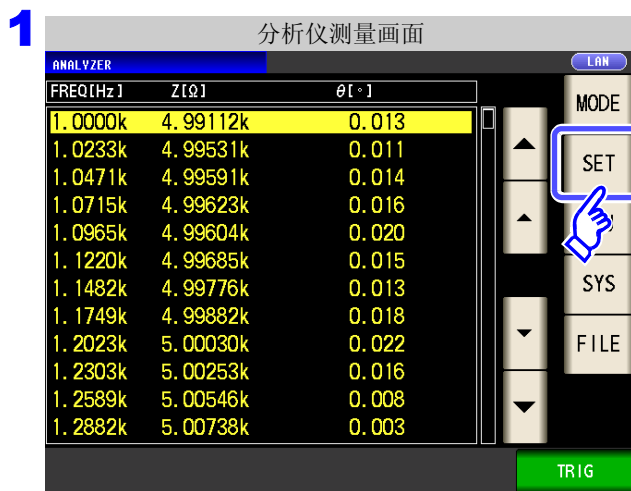 1
分析仪测量画面
ANALYZER LAN
FREQ[Hz] Z[Ω] θ[°]
1.0000k 4.99112k 0.013
1.0233k 4.99531k 0.011
1.0471k 4.99591k 0.014
1.0715k 4.99623k 0.016
1.0965k 4.99604k 0.020
1.1220k 4.99685k 0.015
1.1482k 4.99776k 0.013
1.1749k 4.99882k 0.018
1.2023k 5.00030k 0.022
1.2303k 5.00253k 0.016
1.2589k 5.00546k 0.008
1.2882k 5.00738k 0.003
MODE
SET
SYS
FILE
TRIG